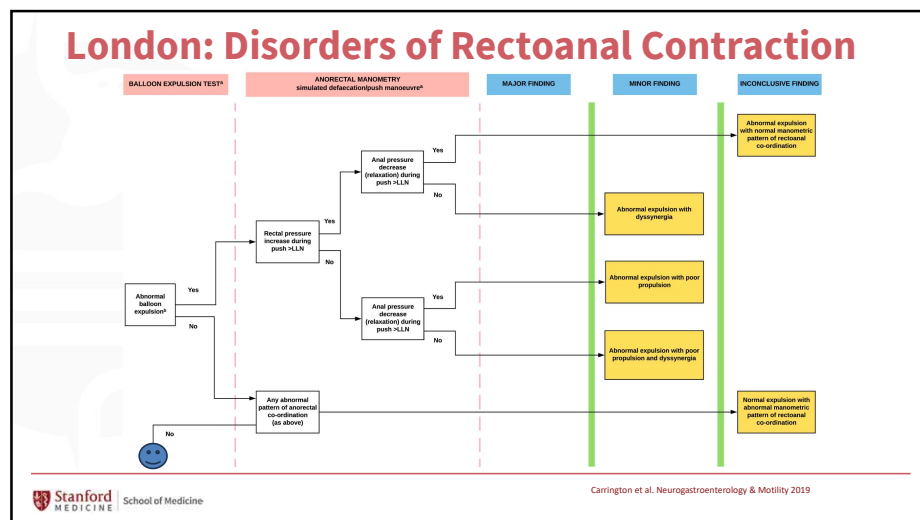 London: Disorders of Rectoanal Contraction
BALLOON EXPULSION TESTᵃ
ANORECTAL MANOMETRY
simulated defaecation/push manoeuvreᵃ
MAJOR FINDING
MINOR FINDING
INCONCLUSIVE FINDING
Abnormal
balloon
expulsionᵇ
Yes
No
Rectal pressure
increase during
push >LLN
Yes
No
Anal pressure
decrease
(relaxation) during
push >LLN
Yes
No
Abnormal expulsion
with normal manometric
pattern of rectoanal
co-ordination
Abnormal expulsion with
dyssynergia
Anal pressure
decrease
(relaxation) during
push >LLN
Yes
No
Abnormal expulsion with poor
propulsion
Abnormal expulsion with poor
propulsion and dyssynergia
Any abnormal
pattern of anorectal
co-ordination
(as above)
No
Normal expulsion with
abnormal manometric
pattern of rectoanal
co-ordination
Carrington et al. Neurogastroenterology & Motility 2019
Stanford
MEDICINE
School of Medicine